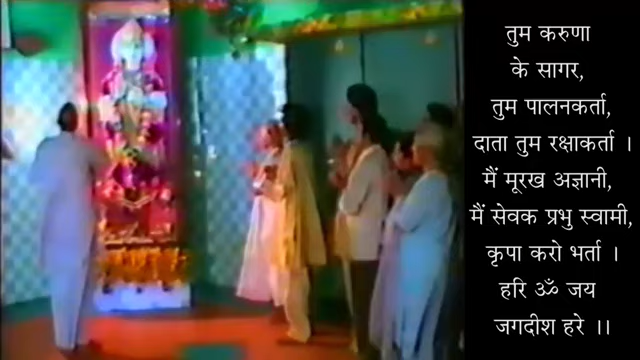 तुम करुणा
के सागर,
तुम पालनकर्ता,
दाता तुम रक्षाकर्ता ।
मैं मूरख अज्ञानी,
मैं सेवक प्रभु स्वामी,
कृपा करो भर्ता ।
हरि ॐ जय
जगदीश हरे ।।